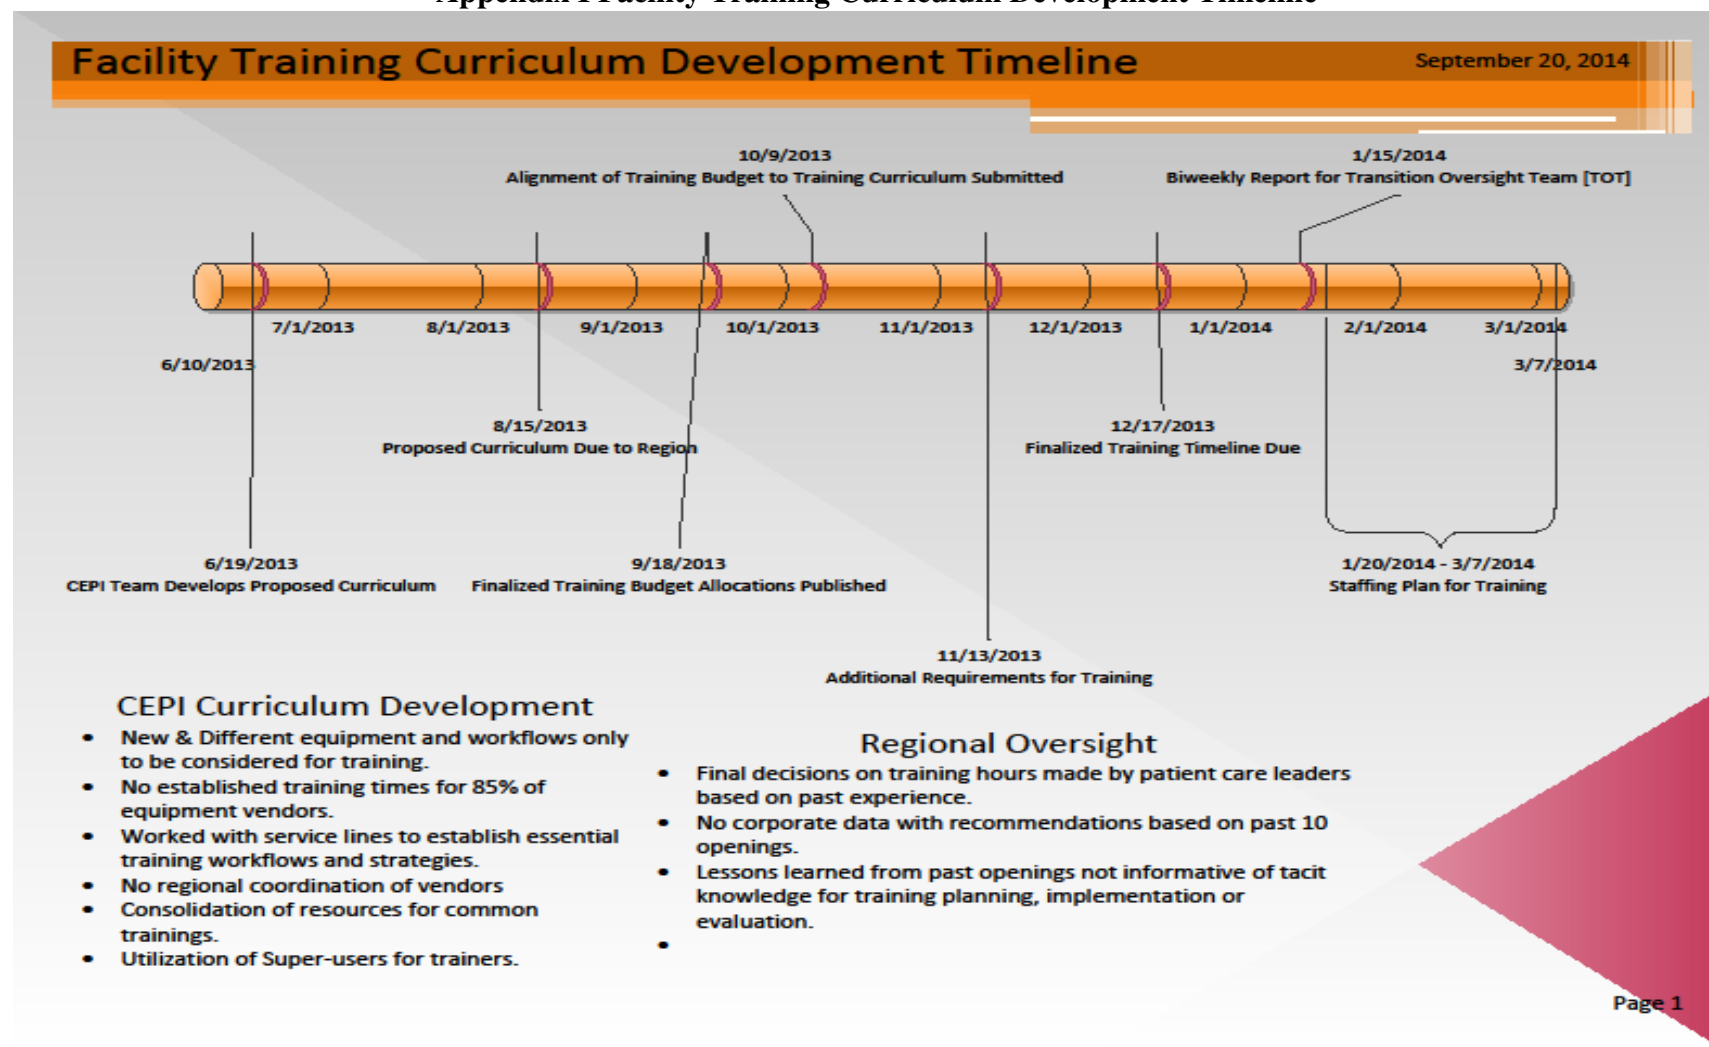 Appendix I Facility Training Curriculum Development Timeline
Facility Training Curriculum Development Timeline
September 20, 2014
10/9/2013
Alignment of Training Budget to Training Curriculum Submitted
1/15/2014
Biweekly Report for Transition Oversight Team [TOT]
7/1/2013
8/1/2013
9/1/2013
10/1/2013
11/1/2013
12/1/2013
1/1/2014
2/1/2014
3/1/2014
6/10/2013
3/7/2014
8/15/2013
Proposed Curriculum Due to Region
12/17/2013
Finalized Training Timeline Due
6/19/2013
CEPI Team Develops Proposed Curriculum
9/18/2013
Finalized Training Budget Allocations Published
1/20/2014 - 3/7/2014
Staffing Plan for Training
11/13/2013
Additional Requirements for Training
CEPI Curriculum Development
• New & Different equipment and workflows only
to be considered for training.
• No established training times for 85% of
equipment vendors.
• Worked with service lines to establish essential
training workflows and strategies.
• No regional coordination of vendors
• Consolidation of resources for common
trainings.
• Utilization of Super-users for trainers.
Regional Oversight
• Final decisions on training hours made by patient care leaders
based on past experience.
• No corporate data with recommendations based on past 10
openings.
• Lessons learned from past openings not informative of tacit
knowledge for training planning, implementation or
evaluation.
•
Page 1